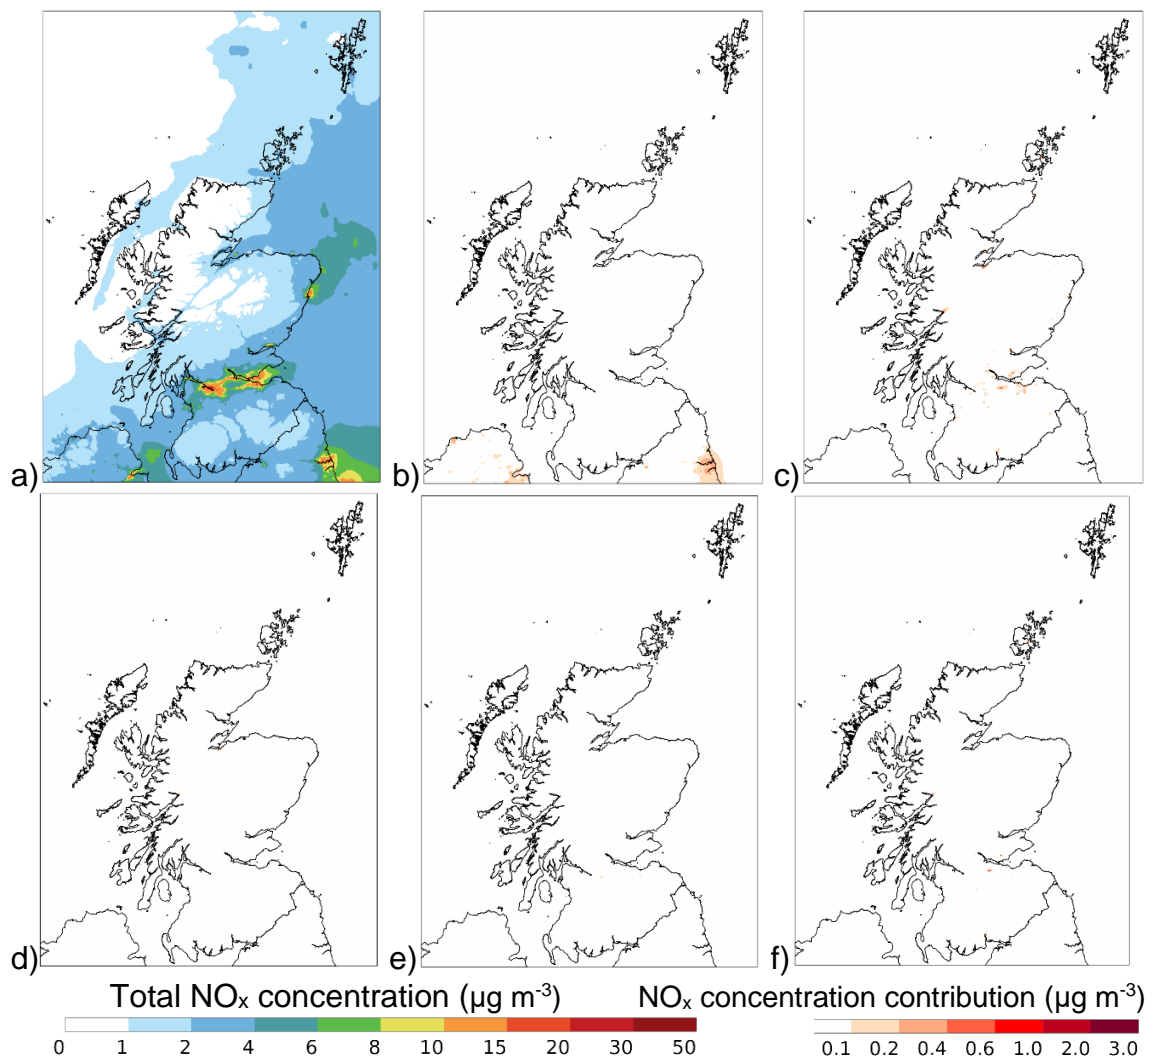 a) b) c)
d) e) f)
Total NOx concentration (µg m-3) NOx concentration contribution (µg m-3)
0 1 2 4 6 8 10 15 20 30 50 0.1 0.2 0.4 0.6 1.0 2.0 3.0